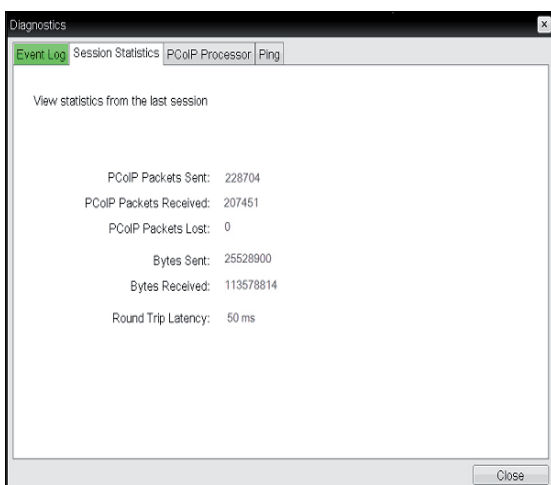 Diagnostics
Event Log Session Statistics PCoIP Processor Ping
View statistics from the last session
PCoIP Packets Sent: 228704
PCoIP Packets Received: 207451
PCoIP Packets Lost: 0
Bytes Sent: 25528900
Bytes Received: 113578814
Round Trip Latency: 50 ms
Close